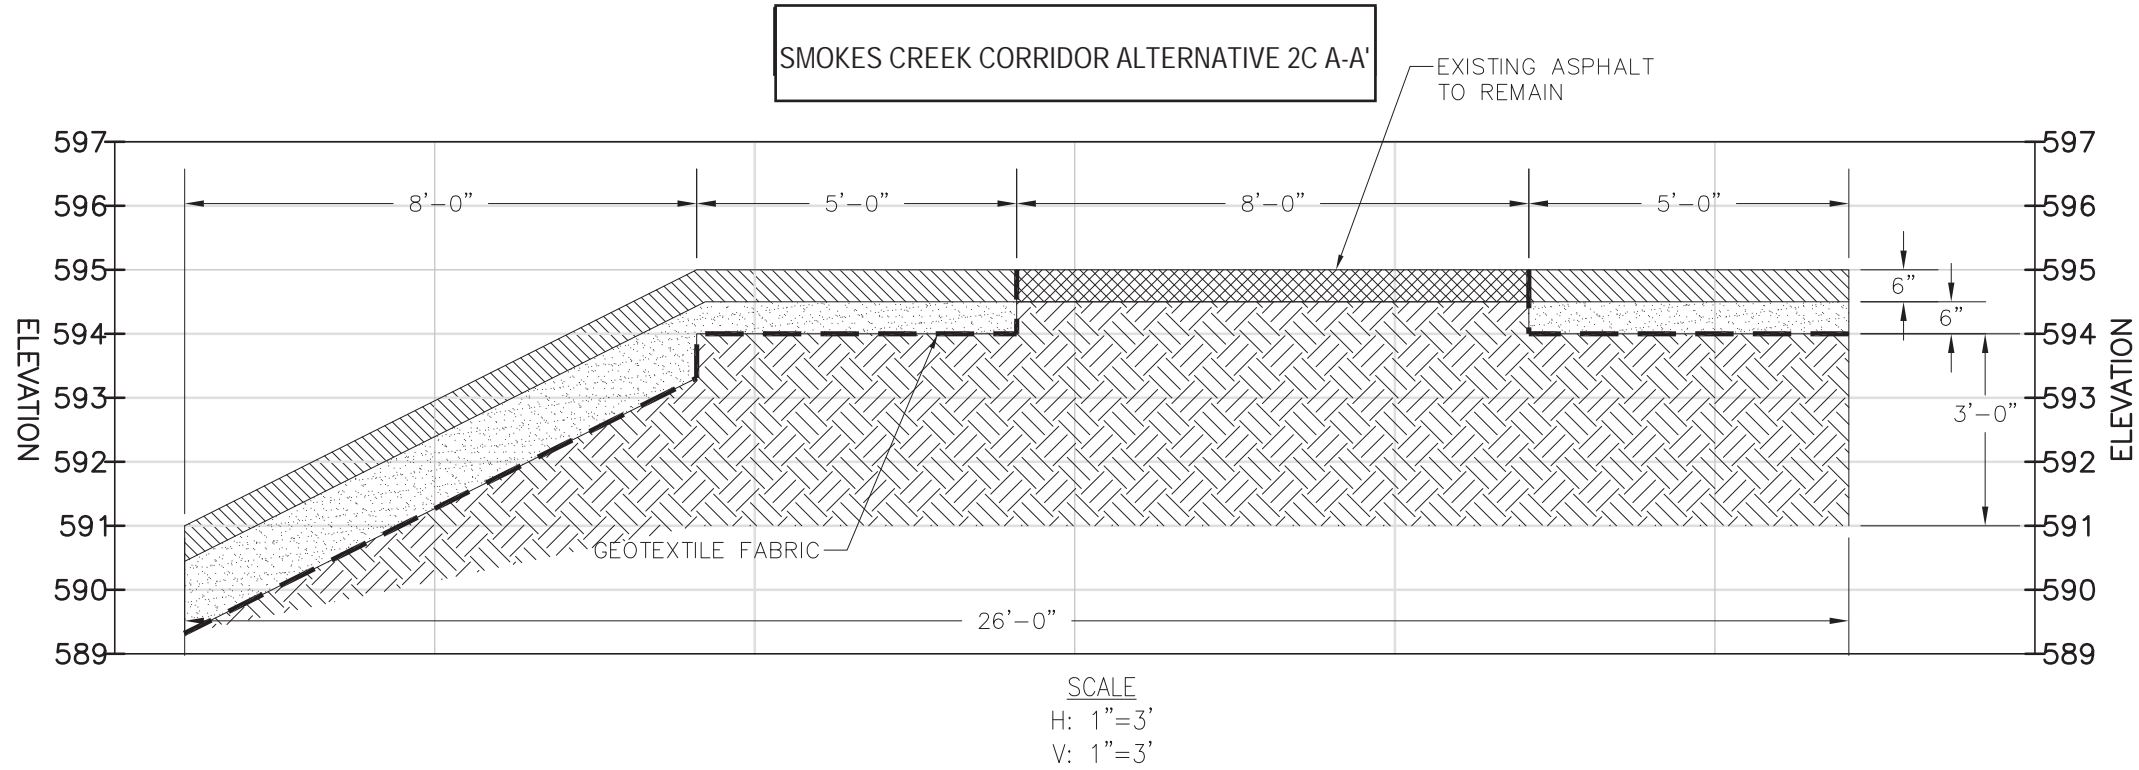 SMOKES CREEK CORRIDOR ALTERNATIVE 2C A-A'
EXISTING ASPHALT
TO REMAIN
597 597
8'-0" 5'-0" 8'-0" 5'-0"
596 596
595 595
6"
6"
594 594
ELEVATION ELEVATION
593 593
3'-0"
592 592
591 591
GEOTEXTILE FABRIC
590 590
26'-0"
589 589
SCALE
H: 1"=3'
V: 1"=3'